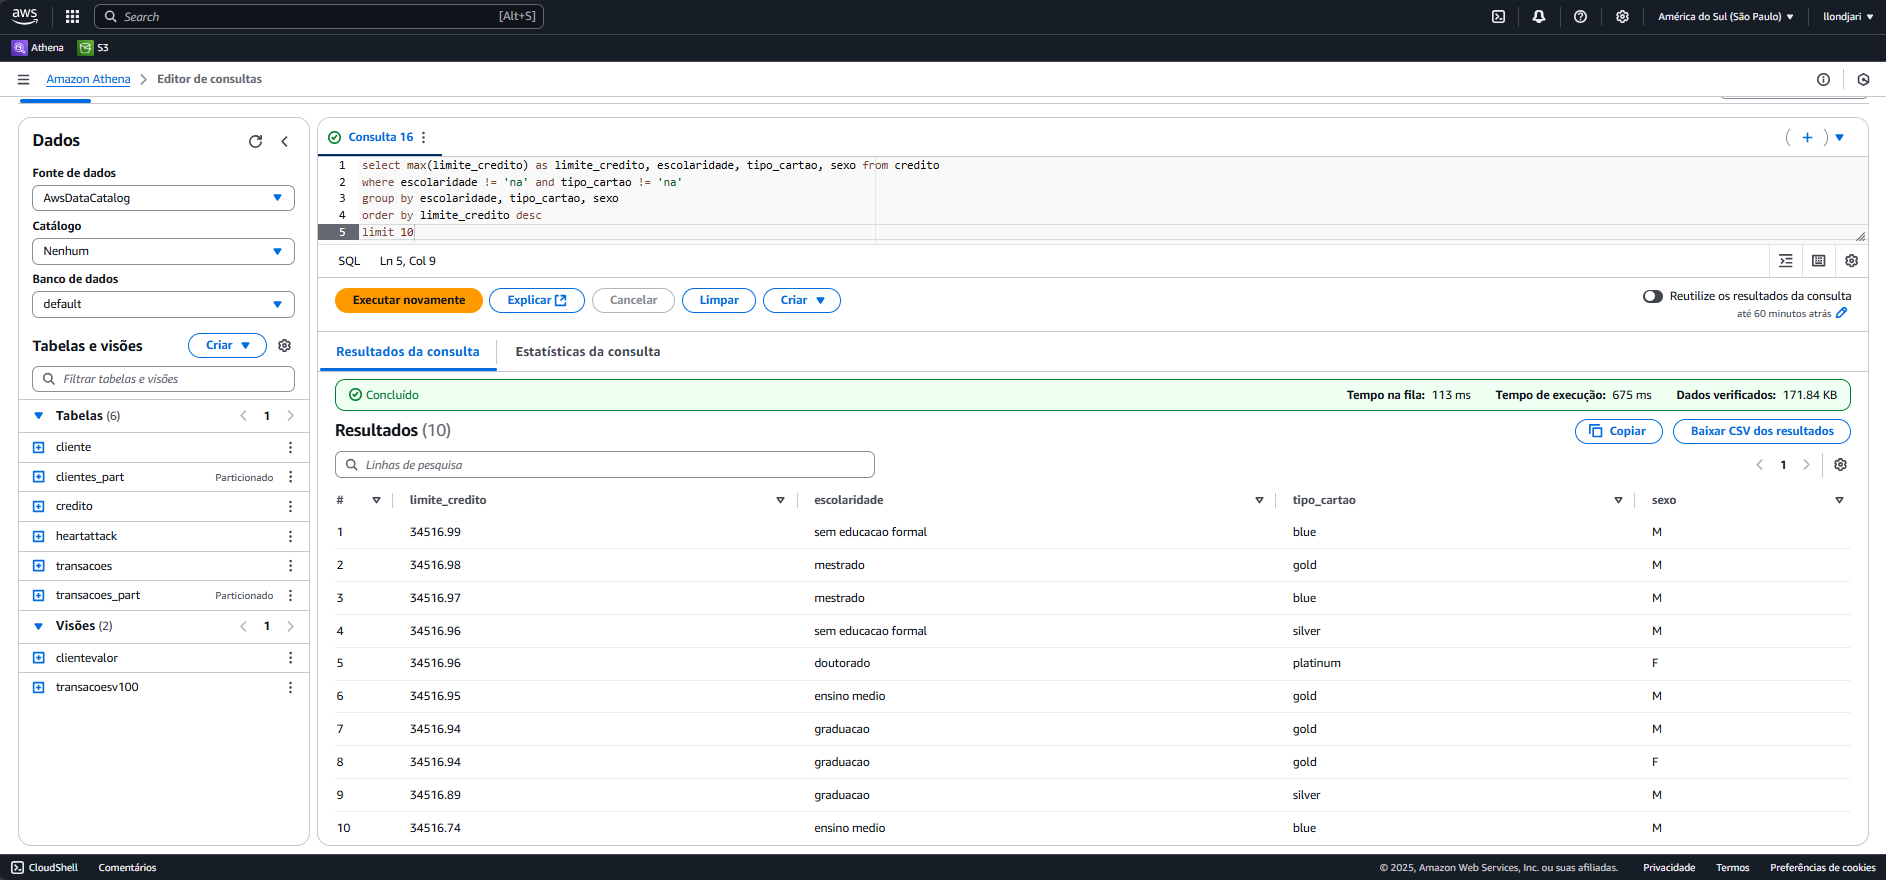 aws Search [Alt+S] América do Sul (São Paulo) llondjari
Athena S3
Amazon Athena Editor de consultas
Dados
Fonte de dados
AwsDataCatalog
Catálogo
Nenhum
Banco de dados
default
Tabelas e visões Criar
Filtrar tabelas e visões
Tabelas (6) 1
cliente
clientes_part Particionado
credito
heartattack
transacoes
transacoes_part Particionado
Visões (2) 1
clientevalor
transacoesv100
Consulta 16
1 select max(limite_credito) as limite_credito, escolaridade, tipo_cartao, sexo from credito
2 where escolaridade != 'na' and tipo_cartao != 'na'
3 group by escolaridade, tipo_cartao, sexo
4 order by limite_credito desc
5 limit 10
SQL Ln 5, Col 9
Executar novamente Explicar Cancelar Limpar Criar
Reutilize os resultados da consulta
até 60 minutos atrás
Resultados da consulta Estatísticas da consulta
Concluído Tempo na fila: 113 ms Tempo de execução: 675 ms Dados verificados: 171.84 KB
Resultados (10) Copiar Baixar CSV dos resultados
Linhas de pesquisa 1
# limite_credito escolaridade tipo_cartao sexo
1 34516.99 sem educacao formal blue M
2 34516.98 mestrado gold M
3 34516.97 mestrado blue M
4 34516.96 sem educacao formal silver M
5 34516.96 doutorado platinum F
6 34516.95 ensino medio gold M
7 34516.94 graduacao gold M
8 34516.94 graduacao gold F
9 34516.89 graduacao silver M
10 34516.74 ensino medio blue M
CloudShell Comentários © 2025, Amazon Web Services, Inc. ou suas afiliadas. Privacidade Termos Preferências de cookies